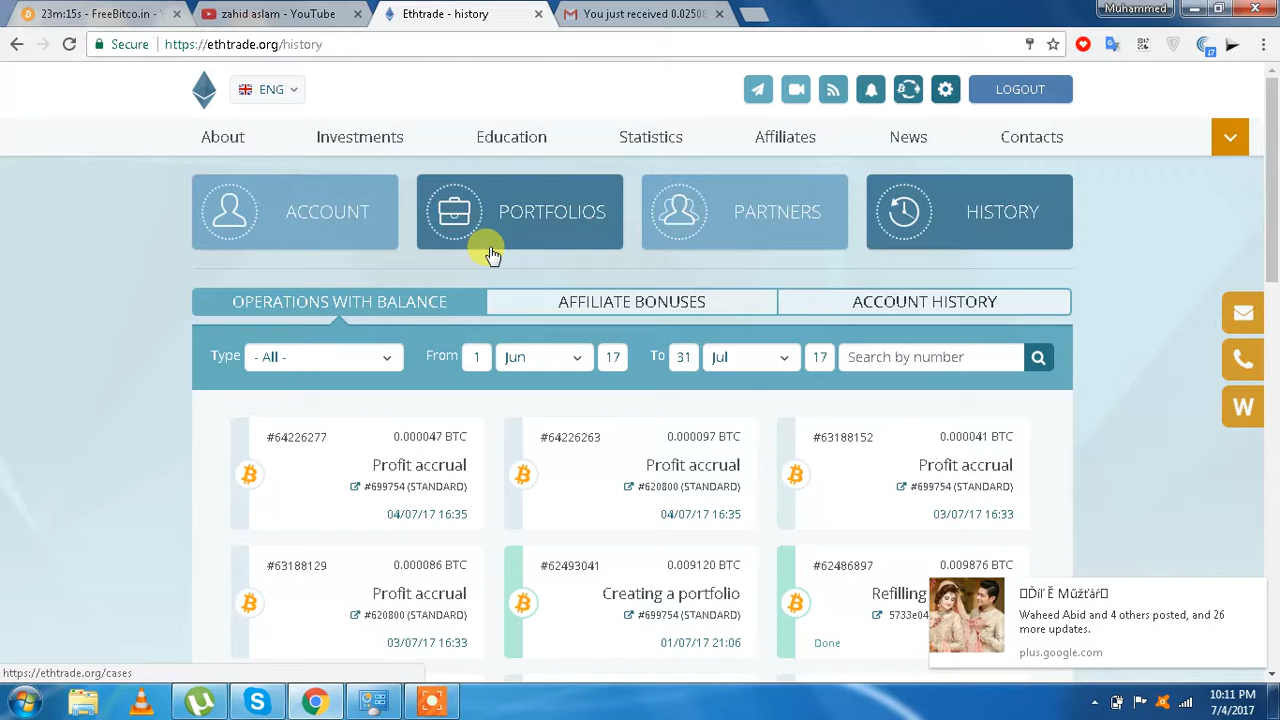 23m:15s - FreeBitco.in -
zahid aslam - YouTube
Ethtrade - history
You just received 0.0250
Muhammed
Secure
https://ethtrade.org/history
17
ENG
LOGOUT
About
Investments
Education
Statistics
Affiliates
News
Contacts
ACCOUNT
PORTFOLIOS
PARTNERS
HISTORY
OPERATIONS WITH BALANCE
AFFILIATE BONUSES
ACCOUNT HISTORY
Type
- All -
From
1
Jun
17
To
31
Jul
17
Search by number
W
#64226277
0.000047 BTC
Profit accrual
#699754 (STANDARD)
04/07/17 16:35
#64226263
0.000097 BTC
Profit accrual
#620800 (STANDARD)
04/07/17 16:35
#63188152
0.000041 BTC
Profit accrual
#699754 (STANDARD)
03/07/17 16:33
#63188129
0.000086 BTC
Profit accrual
#620800 (STANDARD)
03/07/17 16:33
#62493041
0.009120 BTC
Creating a portfolio
#699754 (STANDARD)
01/07/17 21:06
#62486897
0.009876 BTC
Refilling
5733e04
Done
Waheed Abid and 4 others posted, and 26
more updates.
plus.google.com
https://ethtrade.org/cases
10:11 PM
7/4/2017